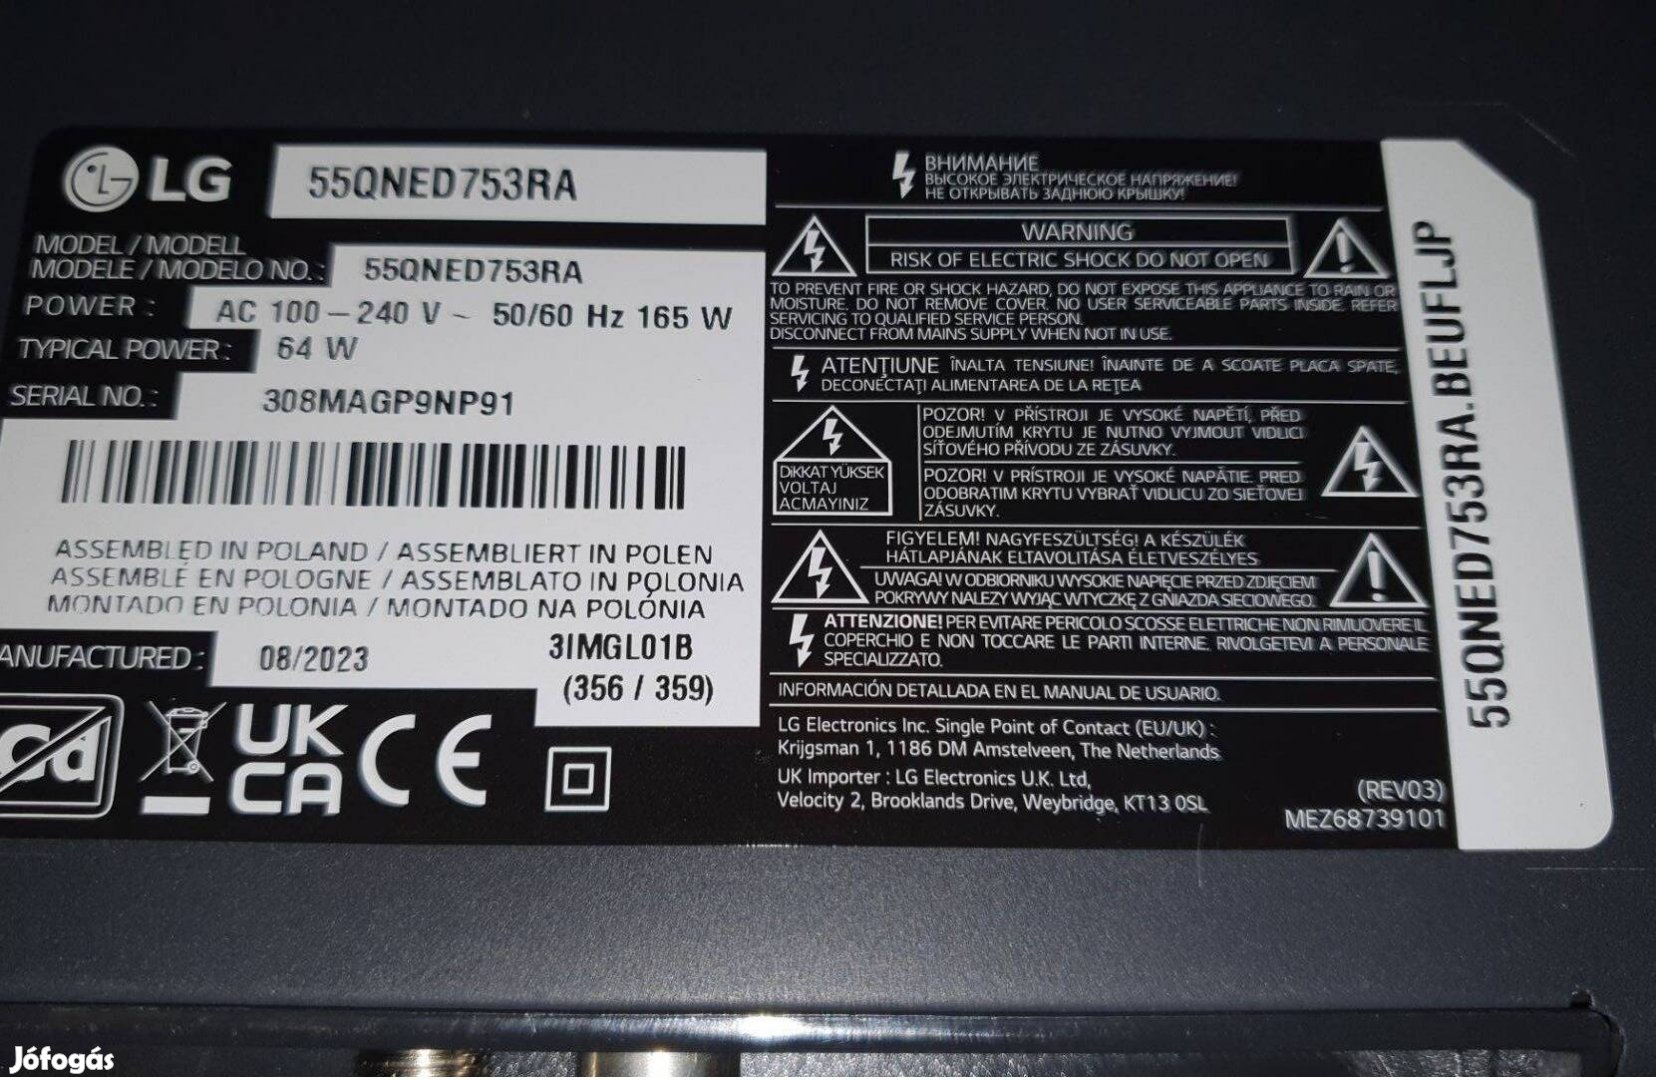 LG 55QNED753RA
MODEL / MODELL
MODELE / MODELO NO. : 55QNED753RA
POWER : AC 100 – 240 V ~ 50/60 Hz 165 W
TYPICAL POWER : 64 W
SERIAL NO. : 308MAGP9NP91
ASSEMBLED IN POLAND / ASSEMBLIERT IN POLEN
ASSEMBLÉ EN POLOGNE / ASSEMBLATO IN POLONIA
MONTADO EN POLONIA / MONTADO NA POLÓNIA
ANUFACTURED : 08/2023
3IMGL01B
(356 / 359)
Cd
UK
CA
CE
ВНИМАНИЕ
ВЫСОКОЕ ЭЛЕКТРИЧЕСКОЕ НАПРЯЖЕНИЕ!
НЕ ОТКРЫВАТЬ ЗАДНЮЮ КРЫШКУ!
WARNING
RISK OF ELECTRIC SHOCK DO NOT OPEN
TO PREVENT FIRE OR SHOCK HAZARD, DO NOT EXPOSE THIS APPLIANCE TO RAIN OR
MOISTURE. DO NOT REMOVE COVER. NO USER SERVICEABLE PARTS INSIDE. REFER
SERVICING TO QUALIFIED SERVICE PERSON.
DISCONNECT FROM MAINS SUPPLY WHEN NOT IN USE.
ATENȚIUNE ÎNALTA TENSIUNE! ÎNAINTE DE A SCOATE PLACA SPATE,
DECONECTAȚI ALIMENTAREA DE LA REȚEA
DİKKAT YÜKSEK
VOLTAJ
AÇMAYINIZ
POZOR! V PŘÍSTROJI JE VYSOKÉ NAPĚTÍ, PŘED
ODEJMUTÍM KRYTU JE NUTNO VYJMOUT VIDLICI
SÍŤOVÉHO PŘÍVODU ZE ZÁSUVKY.
POZOR! V PRÍSTROJI JE VYSOKÉ NAPÄTIE. PRED
ODOBRATIM KRYTU VYBRAŤ VIDLICU ZO SIEŤOVEJ
ZÁSUVKY.
FIGYELEM! NAGYFESZÜLTSÉG! A KÉSZÜLÉK
HÁTLAPJÁNAK ELTAVOLITÁSA ÉLETVESZÉLYES
UWAGA! W ODBIORNIKU WYSOKIE NAPIĘCIE PRZED ZDJĘCIEM
POKRYWY NALEŻY WYJĄC WTYCZKĘ Z GNIAZDA SIECIOWEGO.
ATTENZIONE! PER EVITARE PERICOLO SCOSSE ELETTRICHE NON RIMUOVERE IL
COPERCHIO E NON TOCCARE LE PARTI INTERNE. RIVOLGETEVI A PERSONALE
SPECIALIZZATO.
INFORMACIÓN DETALLADA EN EL MANUAL DE USUARIO.
LG Electronics Inc. Single Point of Contact (EU/UK) :
Krijgsman 1, 1186 DM Amstelveen, The Netherlands
UK Importer : LG Electronics U.K. Ltd,
Velocity 2, Brooklands Drive, Weybridge, KT13 0SL
(REV03)
MEZ68739101
55QNED753RA.BEUFLJP
Jófogás